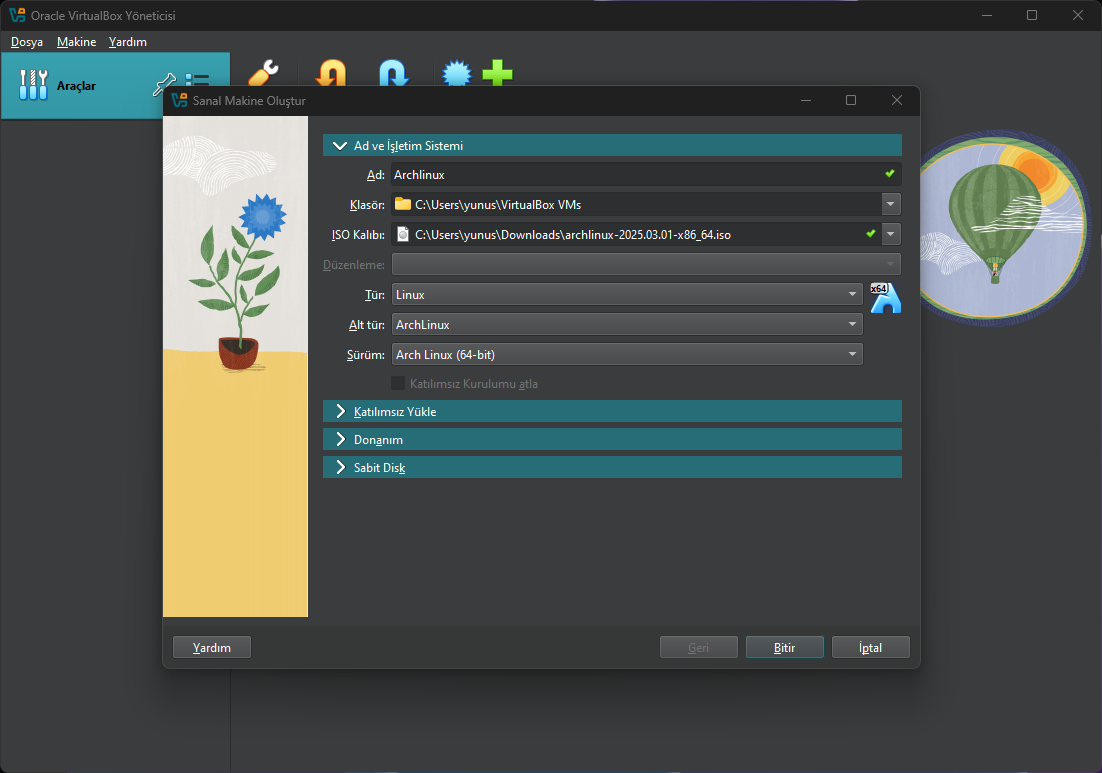 Oracle VirtualBox Yöneticisi
Dosya Makine Yardım
Araçlar
Sanal Makine Oluştur
Ad ve İşletim Sistemi
Ad: Archlinux
Klasör: C:\Users\yunus\VirtualBox VMs
ISO Kalıbı: C:\Users\yunus\Downloads\archlinux-2025.03.01-x86_64.iso
Düzenleme:
Tür: Linux
x64
Alt tür: ArchLinux
Sürüm: Arch Linux (64-bit)
Katılımsız Kurulumu atla
Katılımsız Yükle
Donanım
Sabit Disk
Yardım Geri Bitir İptal